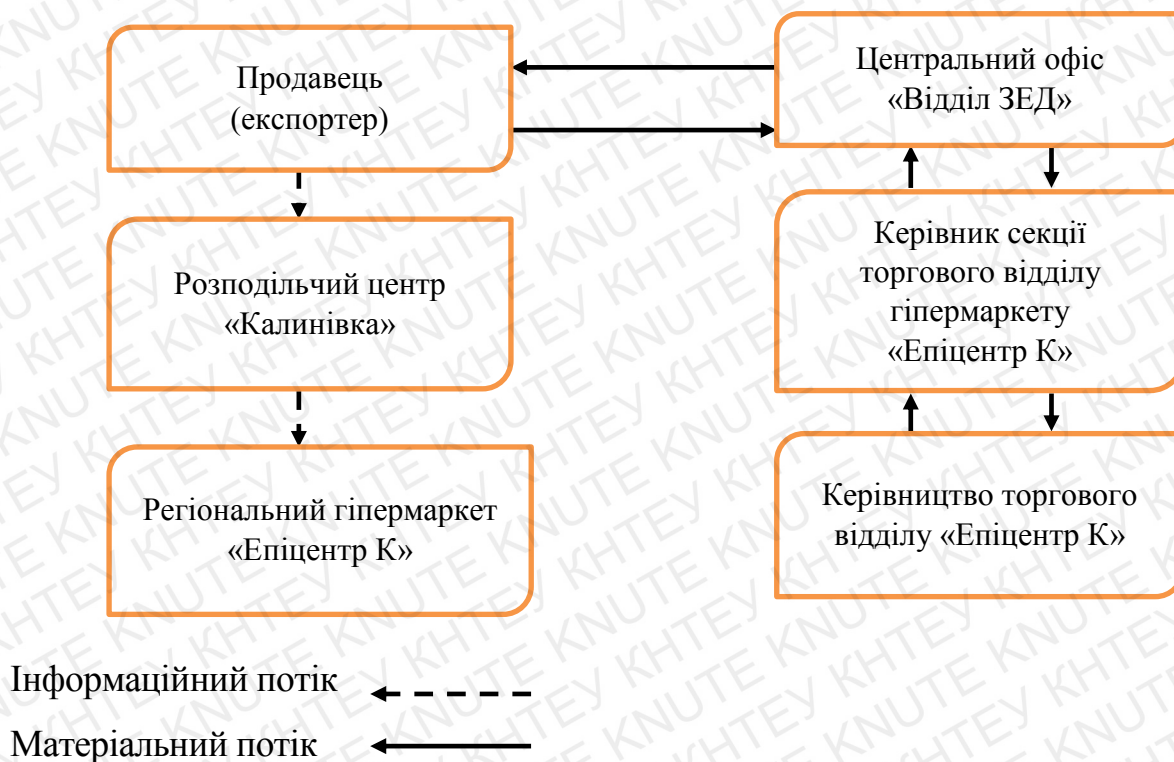 Продавець
(експортер)
Центральний офіс
«Відділ ЗЕД»
Розподільчий центр
«Калинівка»
Керівник секції
торгового відділу
гіпермаркету
«Епіцентр К»
Регіональний гіпермаркет
«Епіцентр К»
Керівництво торгового
відділу «Епіцентр К»
Інформаційний потік
Матеріальний потік